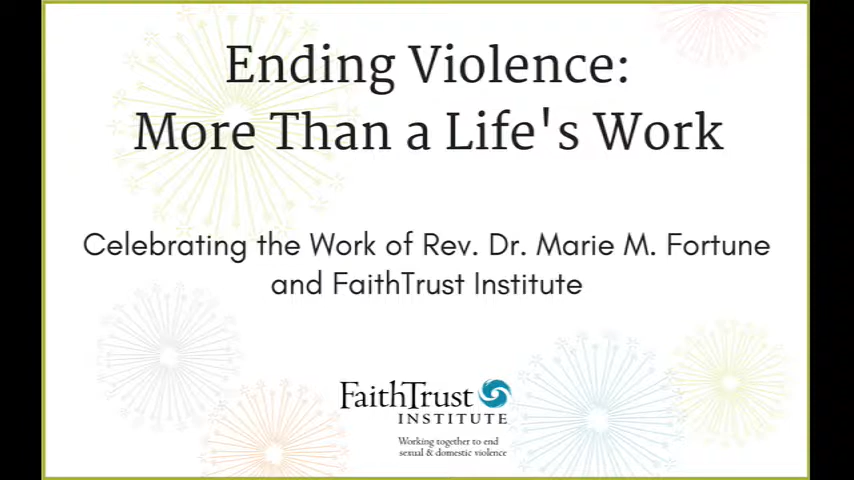 Ending Violence:
More Than a Life's Work
Celebrating the Work of Rev. Dr. Marie M. Fortune
and FaithTrust Institute
FaithTrust
INSTITUTE
Working together to end
sexual & domestic violence